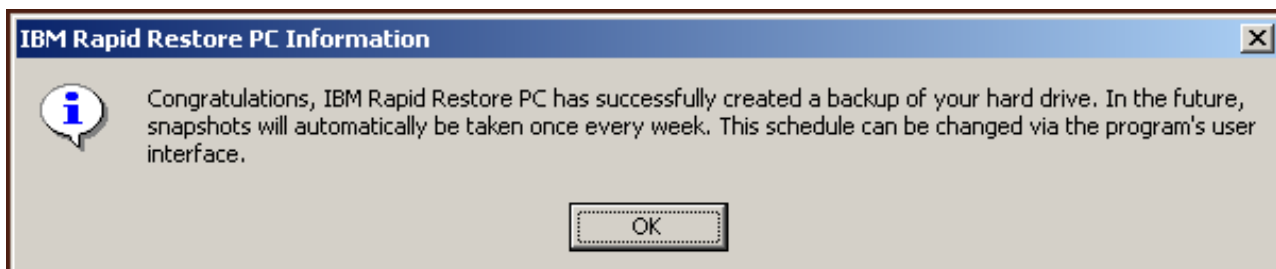 IBM Rapid Restore PC Information
Congratulations, IBM Rapid Restore PC has successfully created a backup of your hard drive. In the future,
snapshots will automatically be taken once every week. This schedule can be changed via the program's user
interface.
OK